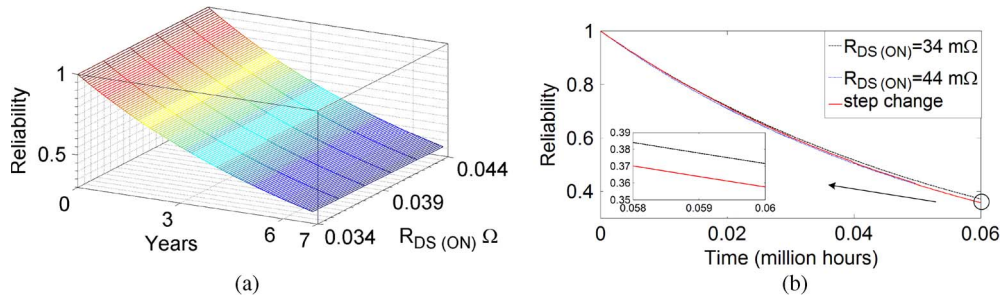 1
0.5
Reliability
0
3
6
7
Years
0.034
0.039
0.044
R_DS (ON) Ω
(a)
1
0.8
0.6
0.4
Reliability
R_DS (ON)=34 mΩ
R_DS (ON)=44 mΩ
step change
0.39
0.38
0.37
0.36
0.35
0.058
0.059
0.06
0
0.02
0.04
0.06
Time (million hours)
(b)